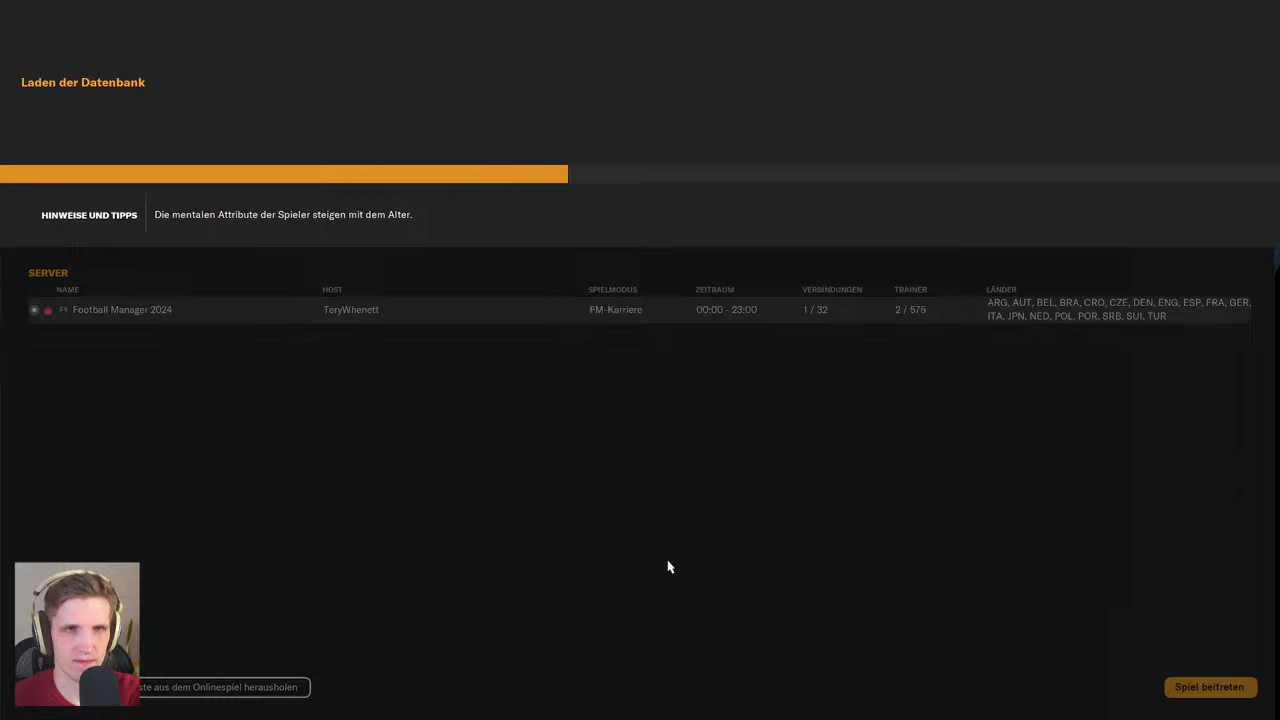 Laden der Datenbank
HINWEISE UND TIPPS
Die mentalen Attribute der Spieler steigen mit dem Alter.
SERVER
NAME HOST SPIELMODUS ZEITRAUM VERBINDUNGEN TRAINER LÄNDER
Football Manager 2024 TeryWhenett FM-Karriere 00:00 - 23:00 1 / 32 2 / 575 ARG, AUT, BEL, BRA, CRO, CZE, DEN, ENG, ESP, FRA, GER,
ITA, JPN, NED, POL, POR, SRB, SUI, TUR
aus dem Onlinespiel herausholen
Spiel beitreten